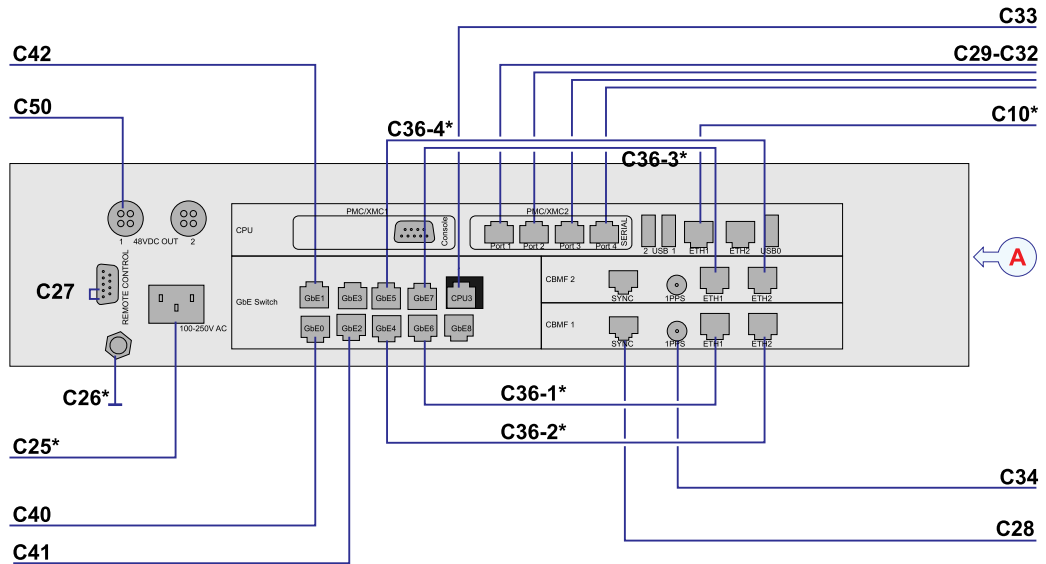 C33
C42
C29-C32
C50
C10*
C36-4*
C36-3*
PMC/XMC1
PMC/XMC2
CPU
Console
SERIAL
Port 1
Port 2
Port 3
Port 4
2 USB 1
ETH1
ETH2
USB0
1 48VDC OUT 2
REMOTE CONTROL
C27
100-250V AC
GbE Switch
GbE1
GbE3
GbE5
GbE7
CPU3
GbE0
GbE2
GbE4
GbE6
GbE8
CBMF 2
SYNC
1PPS
ETH1
ETH2
CBMF 1
SYNC
1PPS
ETH1
ETH2
A
C26*
C36-1*
C36-2*
C25*
C34
C40
C28
C41